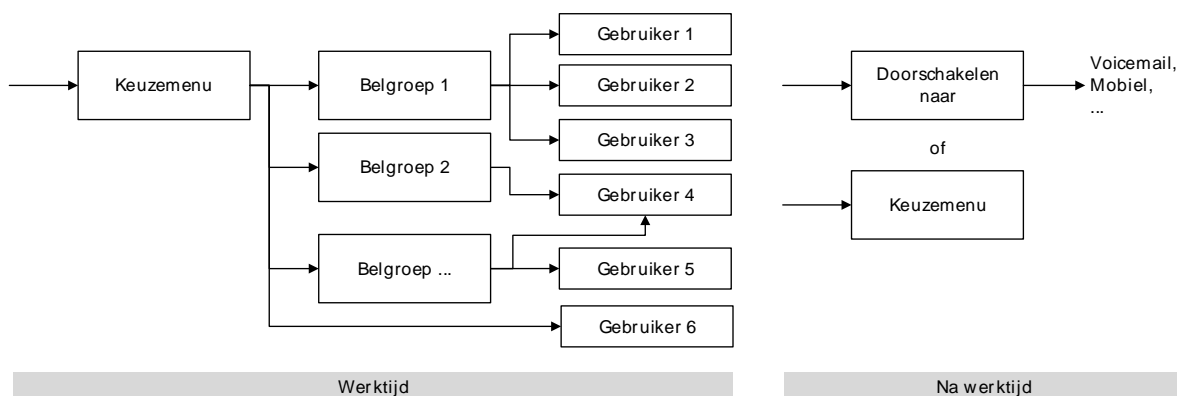 Keuzemenu
Belgroep 1
Belgroep 2
Belgroep ...
Gebruiker 1
Gebruiker 2
Gebruiker 3
Gebruiker 4
Gebruiker 5
Gebruiker 6
Werktijd
Doorschakelen
naar
Voicemail,
Mobiel,
...
of
Keuzemenu
Na werktijd